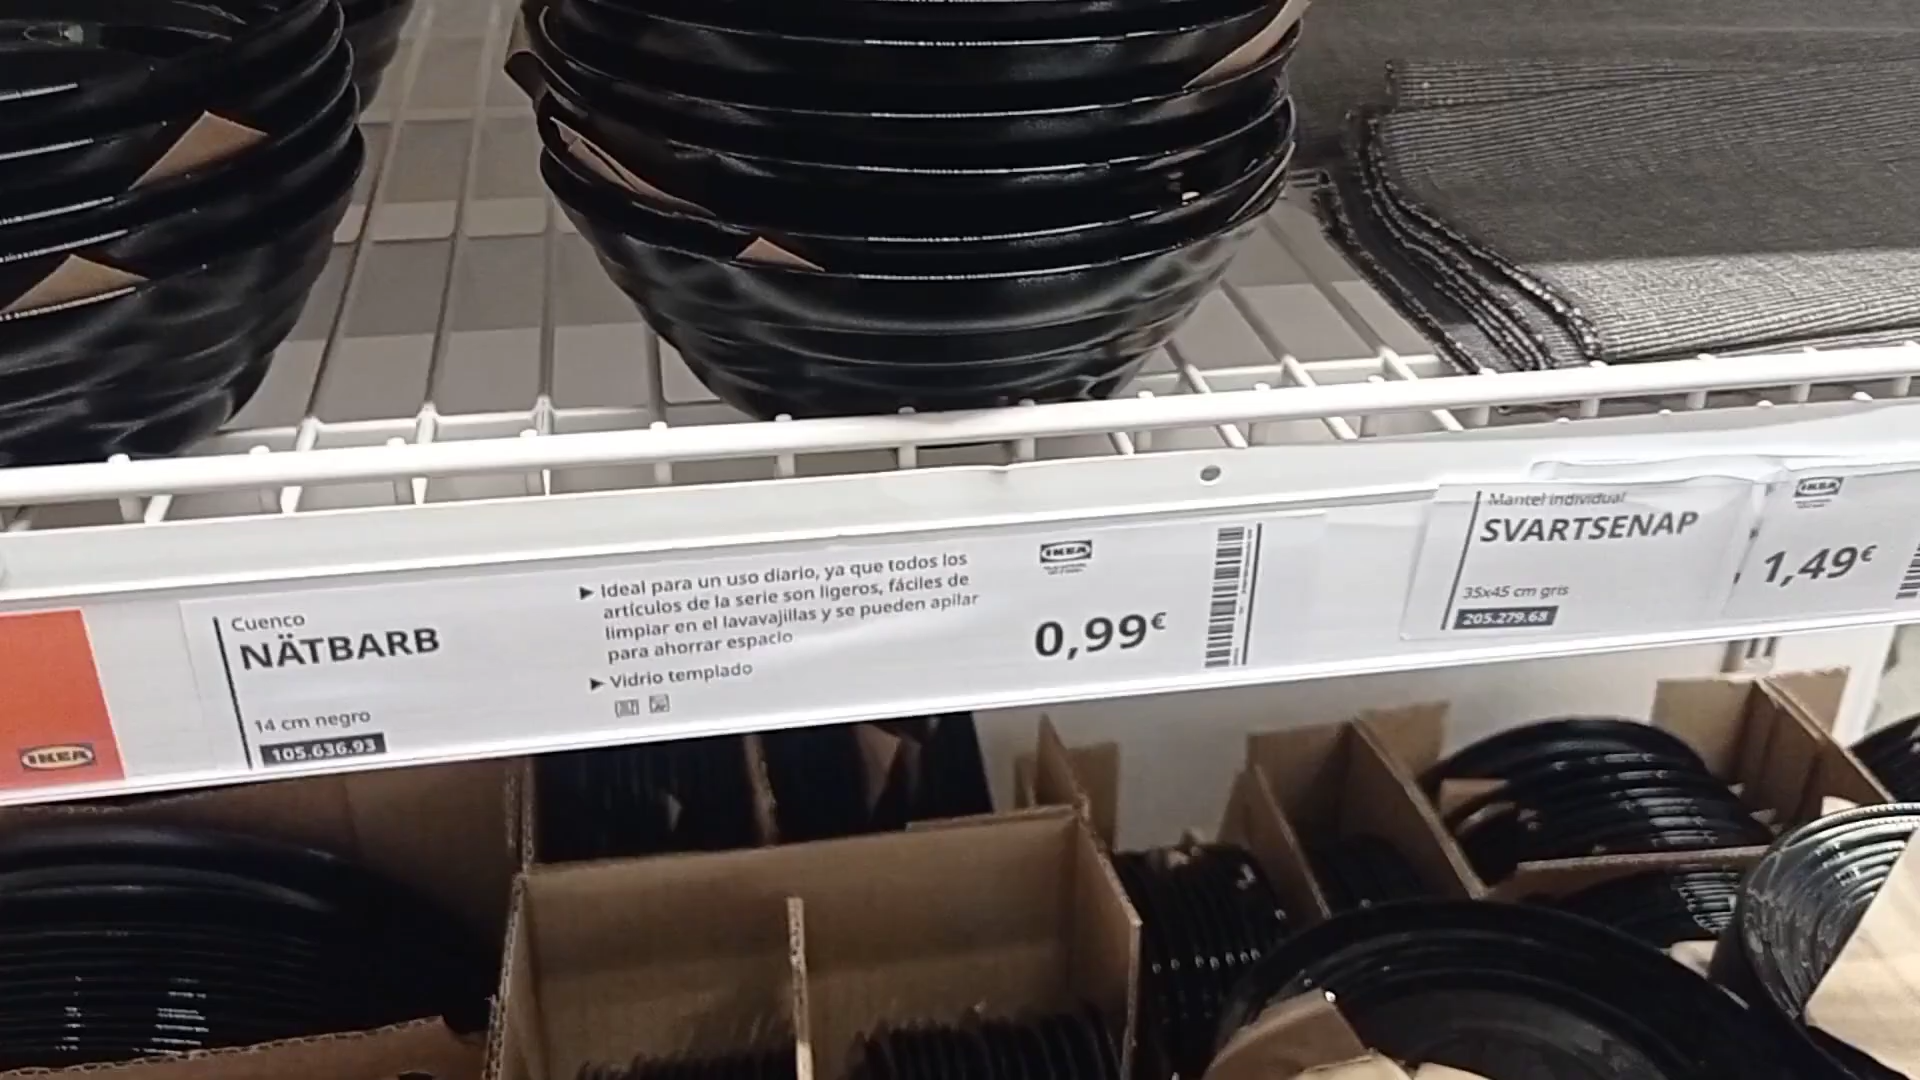 IKEA
Cuenco
NÄTBARB
14 cm negro
105.636.93
► Ideal para un uso diario, ya que todos los
artículos de la serie son ligeros, fáciles de
limpiar en el lavavajillas y se pueden apilar
para ahorrar espacio
► Vidrio templado
IKEA
0,99€
Mantel individual
SVARTSENAP
35x45 cm gris
205.279.68
IKEA
1,49€